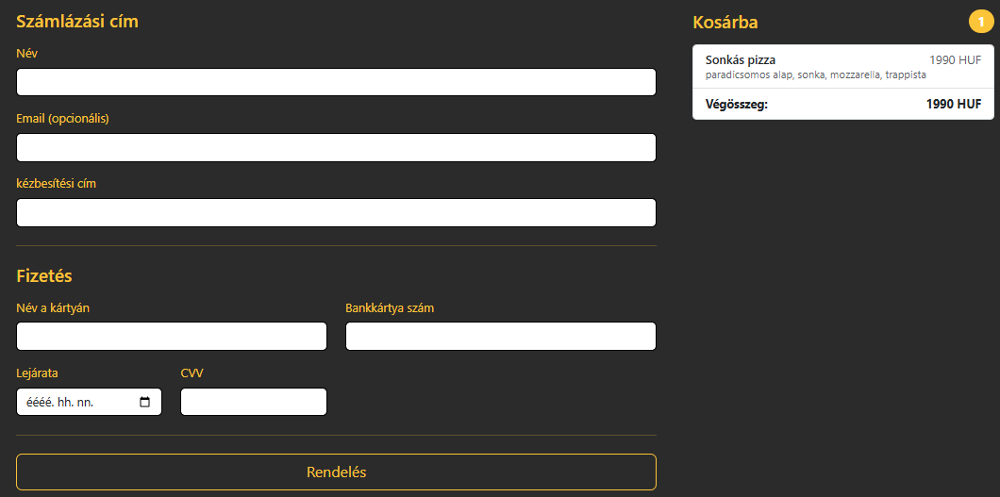 Számlázási cím
Név
Email (opcionális)
kézbesítési cím
Fizetés
Név a kártyán
Bankkártya szám
Lejárata
CVV
éééé. hh. nn.
Rendelés
Kosárba
1
Sonkás pizza 1990 HUF
paradicsomos alap, sonka, mozzarella, trappista
Végösszeg: 1990 HUF